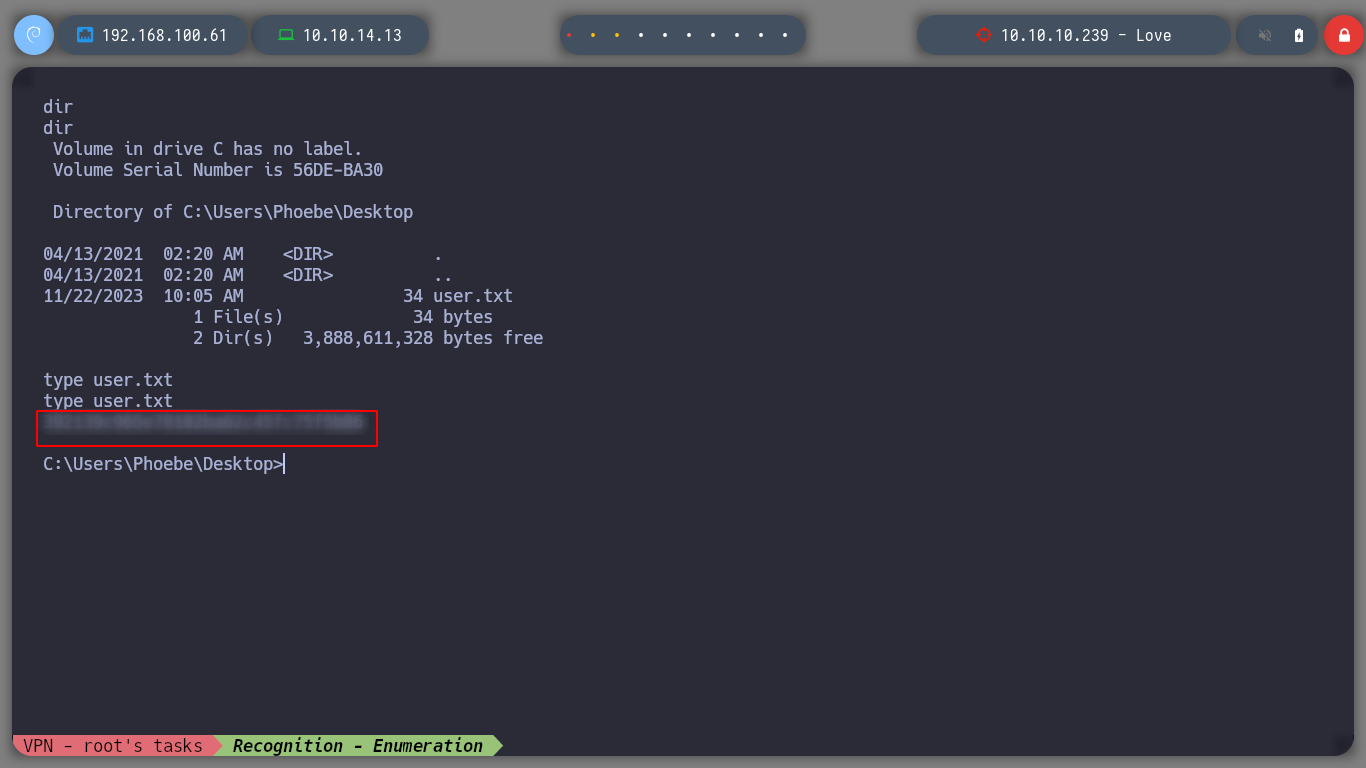 192.168.100.61 10.10.14.13 10.10.10.239 - Love
dir
dir
Volume in drive C has no label.
Volume Serial Number is 56DE-BA30
Directory of C:\Users\Phoebe\Desktop
04/13/2021  02:20 AM    <DIR>          .
04/13/2021  02:20 AM    <DIR>          ..
11/22/2023  10:05 AM                34 user.txt
1 File(s)             34 bytes
2 Dir(s)   3,888,611,328 bytes free
type user.txt
type user.txt
C:\Users\Phoebe\Desktop>
VPN - root's tasks Recognition - Enumeration